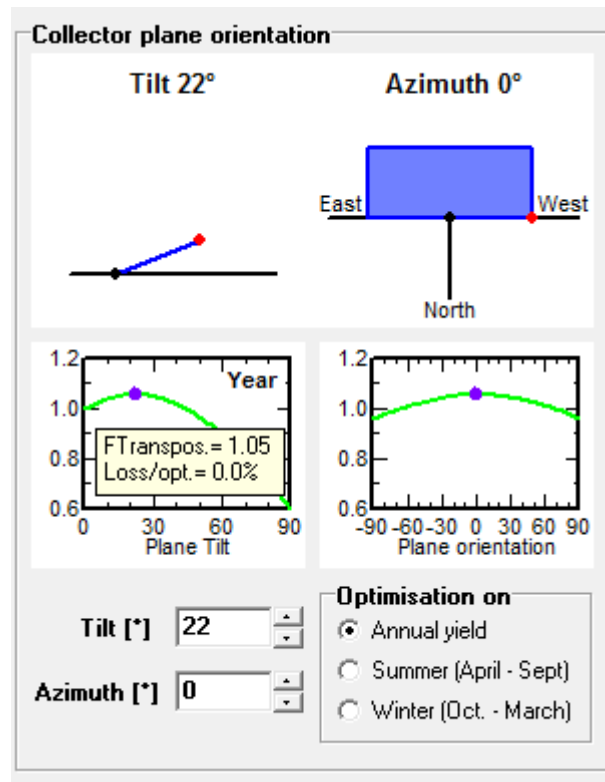 Collector plane orientation
Tilt 22°
Azimuth 0°
East
West
North
1.2
1.0
0.8
0.6
Year
FTranspos.= 1.05
Loss/opt.= 0.0%
0 30 60 90
Plane Tilt
1.2
1.0
0.8
0.6
-90 -60 -30 0 30 60 90
Plane orientation
Tilt [°] 22
Azimuth [°] 0
Optimisation on
Annual yield
Summer (April - Sept)
Winter (Oct. - March)